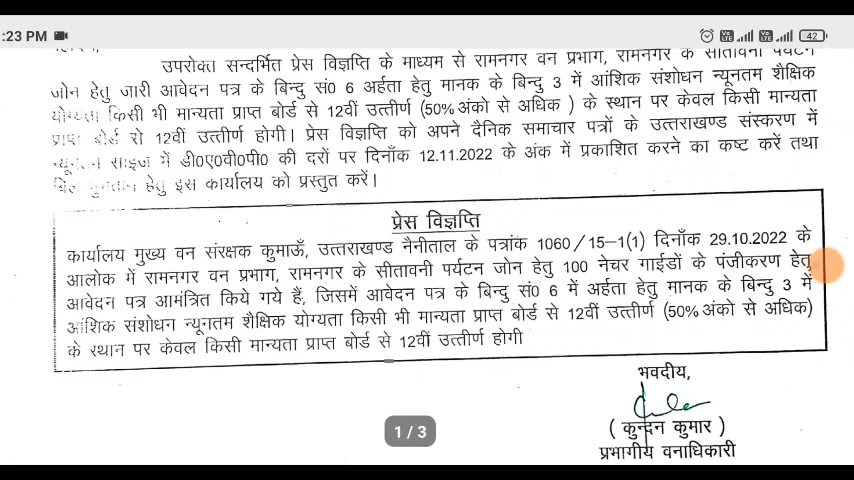 :23 PM
42
उपरोक्त सन्दर्भित प्रेस विज्ञप्ति के माध्यम से रामनगर वन प्रभाग, रामनगर के सीतावनी पर्यटन
जोन हेतु जारी आवेदन पत्र के बिन्दु सं0 6 अर्हता हेतु मानक के बिन्दु 3 में आंशिक संशोधन न्यूनतम शैक्षिक
योग्यता किसी भी मान्यता प्राप्त बोर्ड से 12वीं उत्तीर्ण (50% अंको से अधिक ) के स्थान पर केवल किसी मान्यता
प्राप्त बोर्ड से 12वीं उत्तीर्ण होगी। प्रेस विज्ञप्ति को अपने दैनिक समाचार पत्रों के उत्तराखण्ड संस्करण में
न्यूनतम साइज में डी0ए0वी0पी0 की दरों पर दिनाँक 12.11.2022 के अंक में प्रकाशित करने का कष्ट करें तथा
बिल भुगतान हेतु इस कार्यालय को प्रस्तुत करें।
प्रेस विज्ञप्ति
कार्यालय मुख्य वन संरक्षक कुमाऊँ, उत्तराखण्ड नैनीताल के पत्रांक 1060/15-1(1) दिनाँक 29.10.2022 के
आलोक में रामनगर वन प्रभाग, रामनगर के सीतावनी पर्यटन जोन हेतु 100 नेचर गाईडों के पंजीकरण हेतु
आवेदन पत्र आमंत्रित किये गये हैं, जिसमें आवेदन पत्र के बिन्दु सं0 6 में अर्हता हेतु मानक के बिन्दु 3 में
आंशिक संशोधन न्यूनतम शैक्षिक योग्यता किसी भी मान्यता प्राप्त बोर्ड से 12वीं उत्तीर्ण (50% अंको से अधिक)
के स्थान पर केवल किसी मान्यता प्राप्त बोर्ड से 12वीं उत्तीर्ण होगी
भवदीय,
( कुन्दन कुमार )
प्रभागीय वनाधिकारी
1 / 3